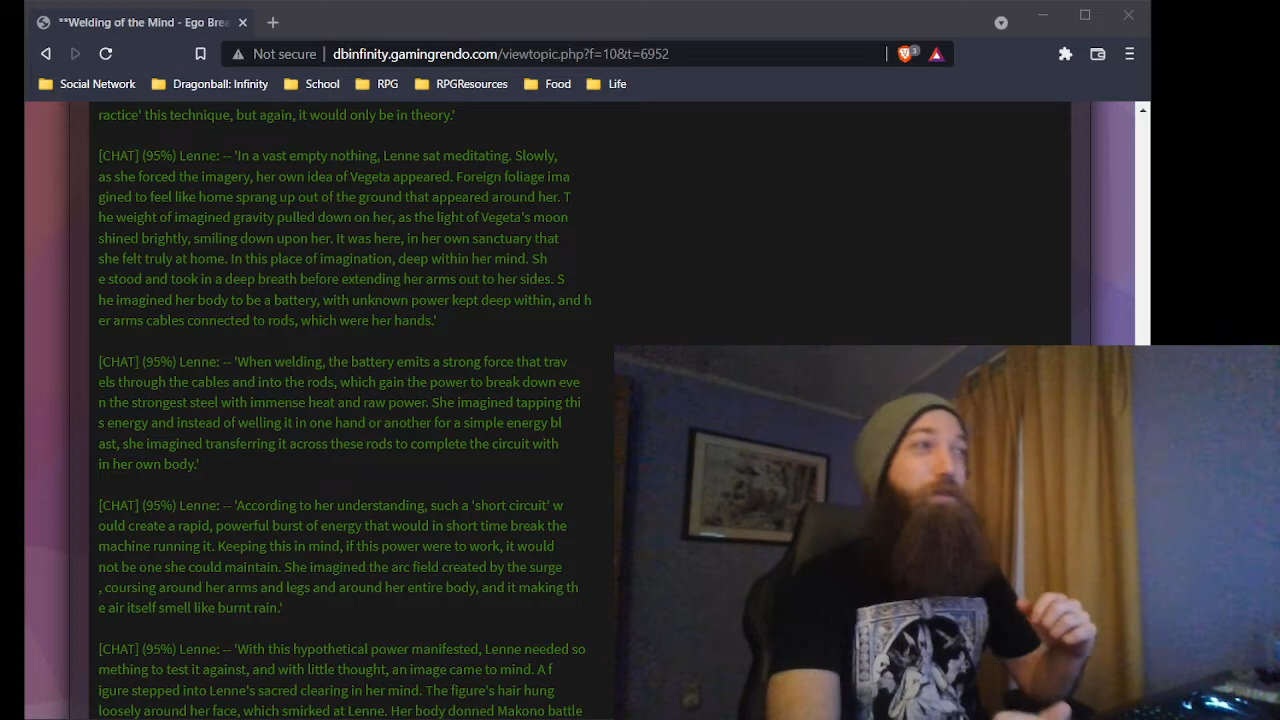 **Welding of the Mind - Ego Brea
Not secure | dbinfinity.gamingrendo.com/viewtopic.php?f=10&t=6952
3
Social Network Dragonball: Infinity School RPG RPGResources Food Life
ractice' this technique, but again, it would only be in theory.'
[CHAT] (95%) Lenne: -- 'In a vast empty nothing, Lenne sat meditating. Slowly,
as she forced the imagery, her own idea of Vegeta appeared. Foreign foliage ima
gined to feel like home sprang up out of the ground that appeared around her. T
he weight of imagined gravity pulled down on her, as the light of Vegeta's moon
shined brightly, smiling down upon her. It was here, in her own sanctuary that
she felt truly at home. In this place of imagination, deep within her mind. Sh
e stood and took in a deep breath before extending her arms out to her sides. S
he imagined her body to be a battery, with unknown power kept deep within, and h
er arms cables connected to rods, which were her hands.'
[CHAT] (95%) Lenne: -- 'When welding, the battery emits a strong force that trav
els through the cables and into the rods, which gain the power to break down eve
n the strongest steel with immense heat and raw power. She imagined tapping thi
s energy and instead of welling it in one hand or another for a simple energy bl
ast, she imagined transferring it across these rods to complete the circuit with
in her own body.'
[CHAT] (95%) Lenne: -- 'According to her understanding, such a 'short circuit' w
ould create a rapid, powerful burst of energy that would in short time break the
machine running it. Keeping this in mind, if this power were to work, it would
not be one she could maintain. She imagined the arc field created by the surge
, coursing around her arms and legs and around her entire body, and it making th
e air itself smell like burnt rain.'
[CHAT] (95%) Lenne: -- 'With this hypothetical power manifested, Lenne needed so
mething to test it against, and with little thought, an image came to mind. A f
igure stepped into Lenne's sacred clearing in her mind. The figure's hair hung
loosely around her face, which smirked at Lenne. Her body donned Makono battle